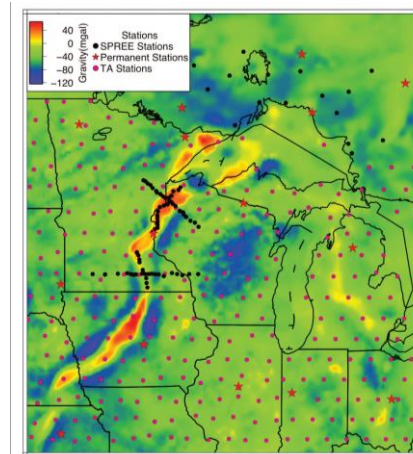 40
0
−40
−80
−120
Gravity(mgal)
Stations
SPREE Stations
Permanent Stations
TA Stations